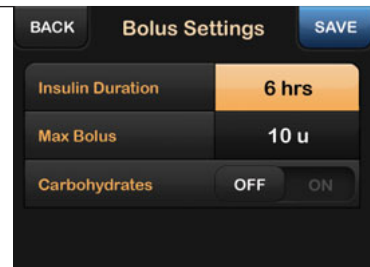 BACK Bolus Settings SAVE
Insulin Duration 6 hrs
Max Bolus 10 u
Carbohydrates OFF ON